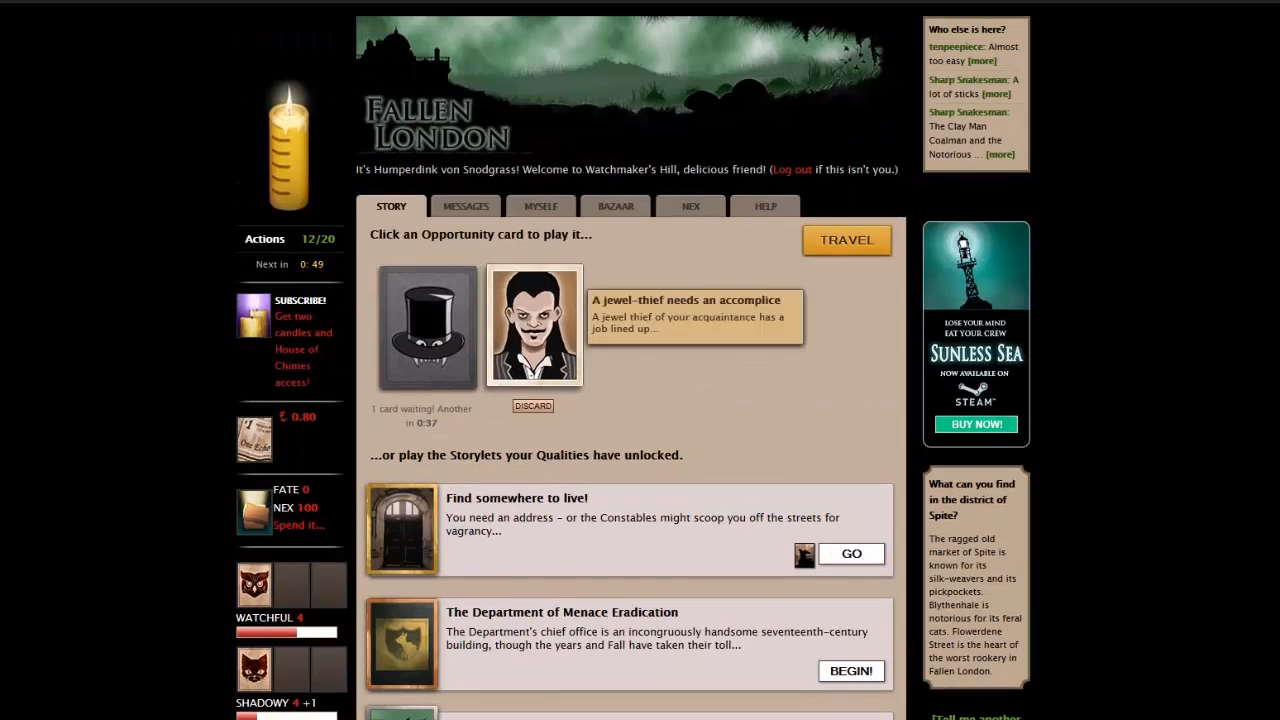 FALLEN
LONDON
It's Humperdink von Snodgrass! Welcome to Watchmaker's Hill, delicious friend! (Log out if this isn't you.)
Actions 12/20
Next in 0: 49
SUBSCRIBE!
Get two
candles and
House of
Chimes
access!
£ 0.80
One Echo
FATE 0
NEX 100
Spend it...
WATCHFUL 4
SHADOWY 4 +1
STORY
MESSAGES
MYSELF
BAZAAR
NEX
HELP
Click an Opportunity card to play it...
TRAVEL
A jewel-thief needs an accomplice
A jewel thief of your acquaintance has a
job lined up...
DISCARD
1 card waiting! Another
in 0:37
...or play the Storylets your Qualities have unlocked.
Find somewhere to live!
You need an address - or the Constables might scoop you off the streets for
vagrancy...
GO
The Department of Menace Eradication
The Department's chief office is an incongruously handsome seventeenth-century
building, though the years and Fall have taken their toll...
BEGIN!
Who else is here?
tenpeepiece: Almost
too easy [more]
Sharp Snakesman: A
lot of sticks [more]
Sharp Snakesman:
The Clay Man
Coalman and the
Notorious ... [more]
LOSE YOUR MIND
EAT YOUR CREW
SUNLESS SEA
NOW AVAILABLE ON
STEAM™
BUY NOW!
What can you find
in the district of
Spite?
The ragged old
market of Spite is
known for its
silk-weavers and its
pickpockets.
Blythenhale is
notorious for its feral
cats. Flowerdene
Street is the heart of
the worst rookery in
Fallen London.
[Tell me another